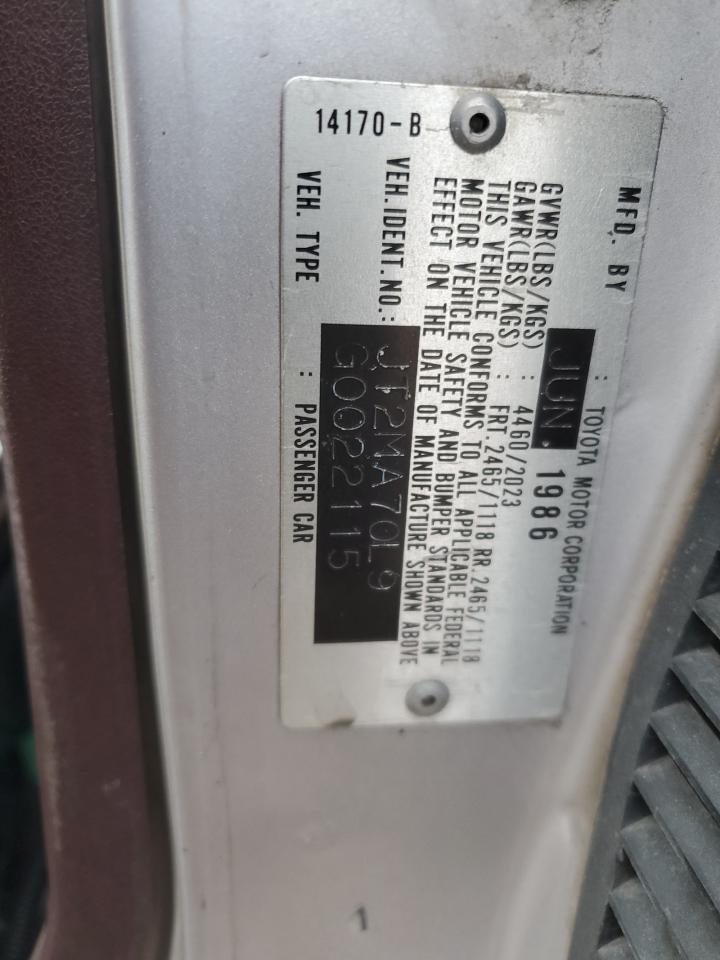 MFD. BY : TOYOTA MOTOR CORPORATION
JUN. 1986
GVWR(LBS/KGS) : 4460/2023
GAWR(LBS/KGS) : FRT.2465/1118 RR.2465/1118
THIS VEHICLE CONFORMS TO ALL APPLICABLE FEDERAL
MOTOR VEHICLE SAFETY AND BUMPER STANDARDS IN
EFFECT ON THE DATE OF MANUFACTURE SHOWN ABOVE
VEH.IDENT.NO.: JT2MA70L9
G0022115
VEH. TYPE : PASSENGER CAR
14170-B
1